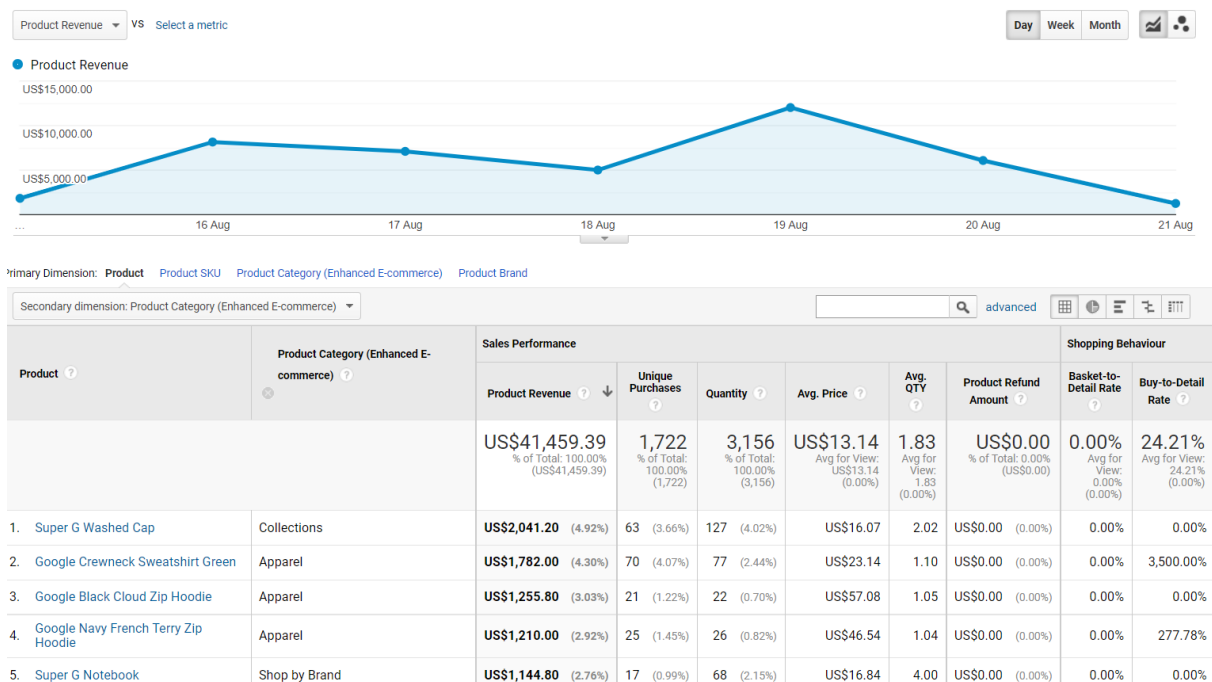 Product Revenue VS Select a metric Day Week Month
Product Revenue
US$15,000.00
US$10,000.00
US$5,000.00
... 16 Aug 17 Aug 18 Aug 19 Aug 20 Aug 21 Aug
Primary Dimension: Product Product SKU Product Category (Enhanced E-commerce) Product Brand
Secondary dimension: Product Category (Enhanced E-commerce) advanced
Product ?
Product Category (Enhanced E-
commerce) ?
Sales Performance
Shopping Behaviour
Product Revenue ?
Unique
Purchases
?
Quantity ?
Avg. Price ?
Avg.
QTY
?
Product Refund
Amount ?
Basket-to-
Detail Rate
?
Buy-to-Detail
Rate ?
US$41,459.39
% of Total: 100.00%
(US$41,459.39)
1,722
% of Total:
100.00%
(1,722)
3,156
% of Total:
100.00%
(3,156)
US$13.14
Avg for View:
US$13.14
(0.00%)
1.83
Avg for
View:
1.83
(0.00%)
US$0.00
% of Total: 0.00%
(US$0.00)
0.00%
Avg for
View:
0.00%
(0.00%)
24.21%
Avg for View:
24.21%
(0.00%)
1. Super G Washed Cap Collections US$2,041.20 (4.92%) 63 (3.66%) 127 (4.02%) US$16.07 2.02 US$0.00 (0.00%) 0.00% 0.00%
2. Google Crewneck Sweatshirt Green Apparel US$1,782.00 (4.30%) 70 (4.07%) 77 (2.44%) US$23.14 1.10 US$0.00 (0.00%) 0.00% 3,500.00%
3. Google Black Cloud Zip Hoodie Apparel US$1,255.80 (3.03%) 21 (1.22%) 22 (0.70%) US$57.08 1.05 US$0.00 (0.00%) 0.00% 0.00%
4. Google Navy French Terry Zip
Hoodie Apparel US$1,210.00 (2.92%) 25 (1.45%) 26 (0.82%) US$46.54 1.04 US$0.00 (0.00%) 0.00% 277.78%
5. Super G Notebook Shop by Brand US$1,144.80 (2.76%) 17 (0.99%) 68 (2.15%) US$16.84 4.00 US$0.00 (0.00%) 0.00% 0.00%